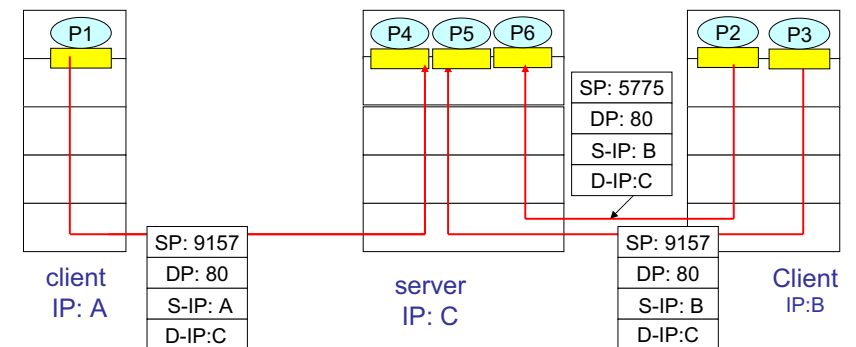 P1
P4
P5
P6
P2
P3
SP: 5775
DP: 80
S-IP: B
D-IP:C
SP: 9157
DP: 80
S-IP: A
D-IP:C
SP: 9157
DP: 80
S-IP: B
D-IP:C
client
IP: A
server
IP: C
Client
IP:B